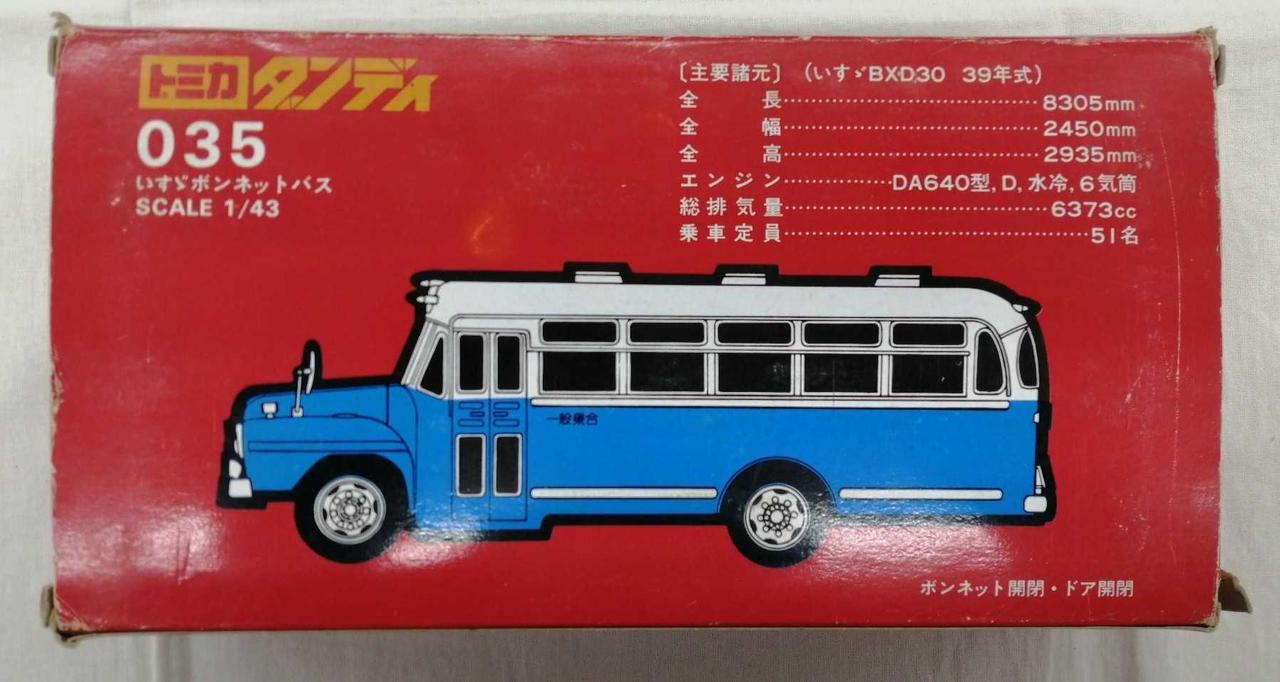 トミカダンディ
035
いすゞボンネットバス
SCALE 1/43
〔主要諸元〕 (いすゞBXD30 39年式)
全長 8305mm
全幅 2450mm
全高 2935mm
エンジン DA640型, D, 水冷, 6気筒
総排気量 6373cc
乗車定員 51名
一般乗合
ボンネット開閉・ドア開閉